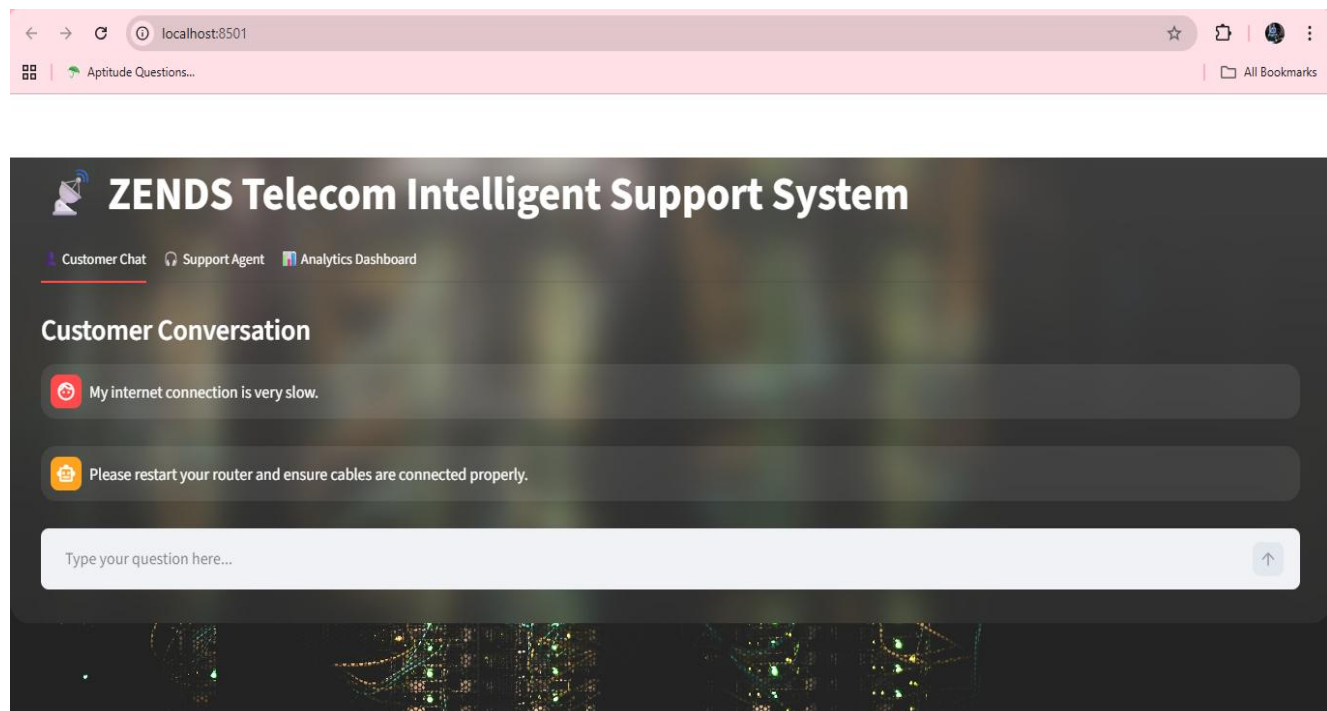 localhost:8501
Aptitude Questions...
All Bookmarks
ZENDS Telecom Intelligent Support System
Customer Chat Support Agent Analytics Dashboard
Customer Conversation
My internet connection is very slow.
Please restart your router and ensure cables are connected properly.
Type your question here...